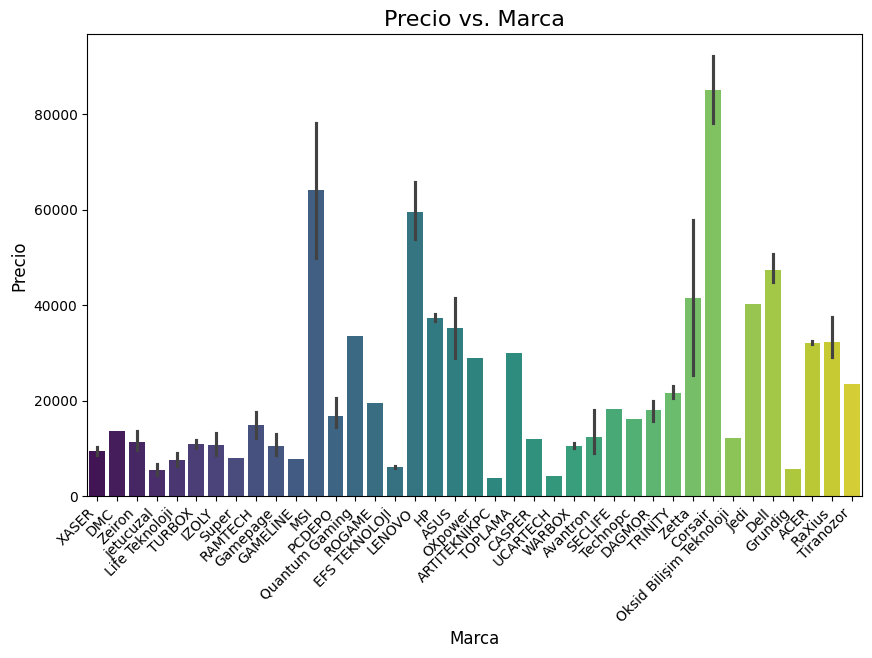 Precio vs. Marca
Precio
80000
60000
40000
20000
0
XASER
DMC
Zeiron
jetucuzal
Life Teknoloji
TURBOX
IZOLY
Super
RAMTECH
Gamepage
GAMELINE
MSI
PCDEPO
Quantum Gaming
ROGAME
EFS TEKNOLOJİ
LENOVO
HP
ASUS
OXpower
ARTITEKNIKPC
TOPLAMA
CASPER
UCARTECH
WARBOX
Avantron
SECLIFE
Technopc
DAGMOR
TRINITY
Zetta
Corsair
Oksid Bilişim Teknoloji
Jedi
Dell
Grundig
ACER
RaXius
Tiranozor
Marca